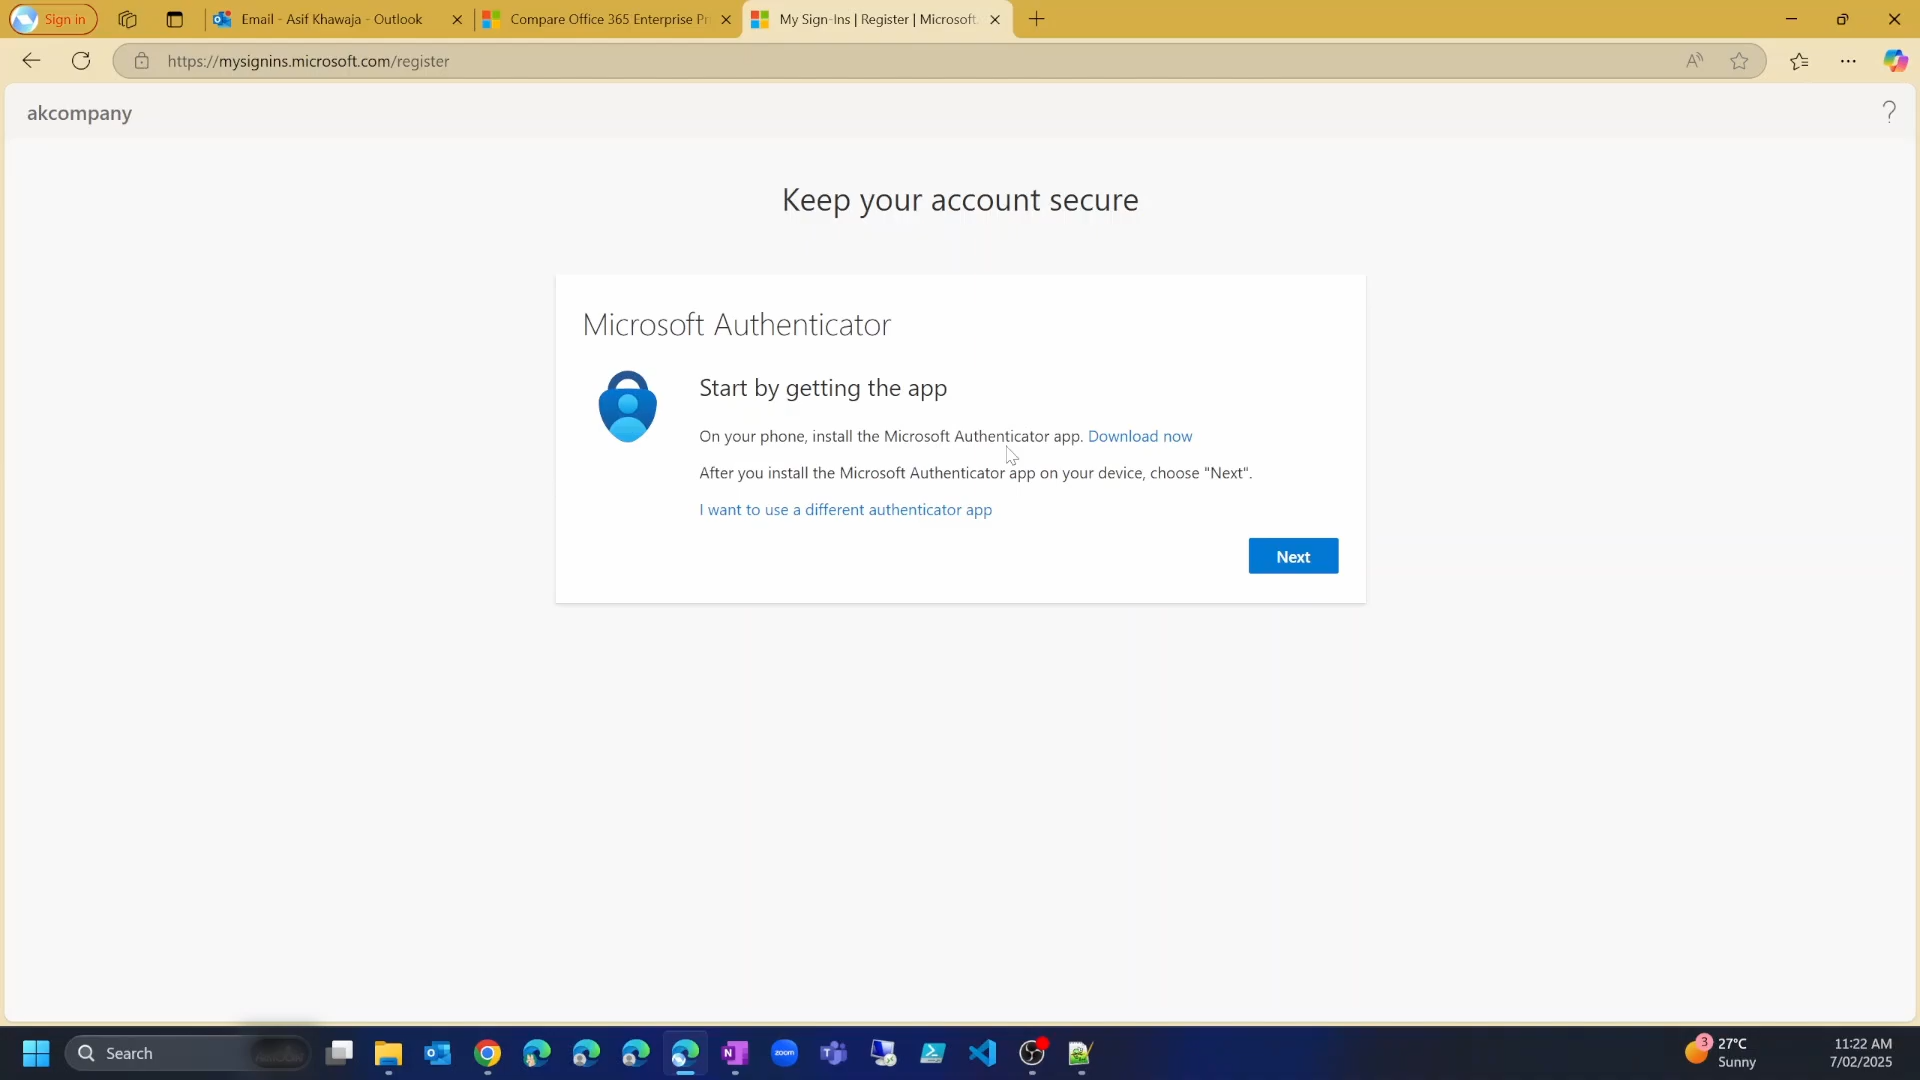 Sign in
Email - Asif Khawaja - Outlook
Compare Office 365 Enterprise Pr
My Sign-Ins | Register | Microsoft.
https://mysignins.microsoft.com/register
akcompany
?
Keep your account secure
Microsoft Authenticator
Start by getting the app
On your phone, install the Microsoft Authenticator app. Download now
After you install the Microsoft Authenticator app on your device, choose "Next".
I want to use a different authenticator app
Next
Search
zoom
3
27°C
Sunny
11:22 AM
7/02/2025